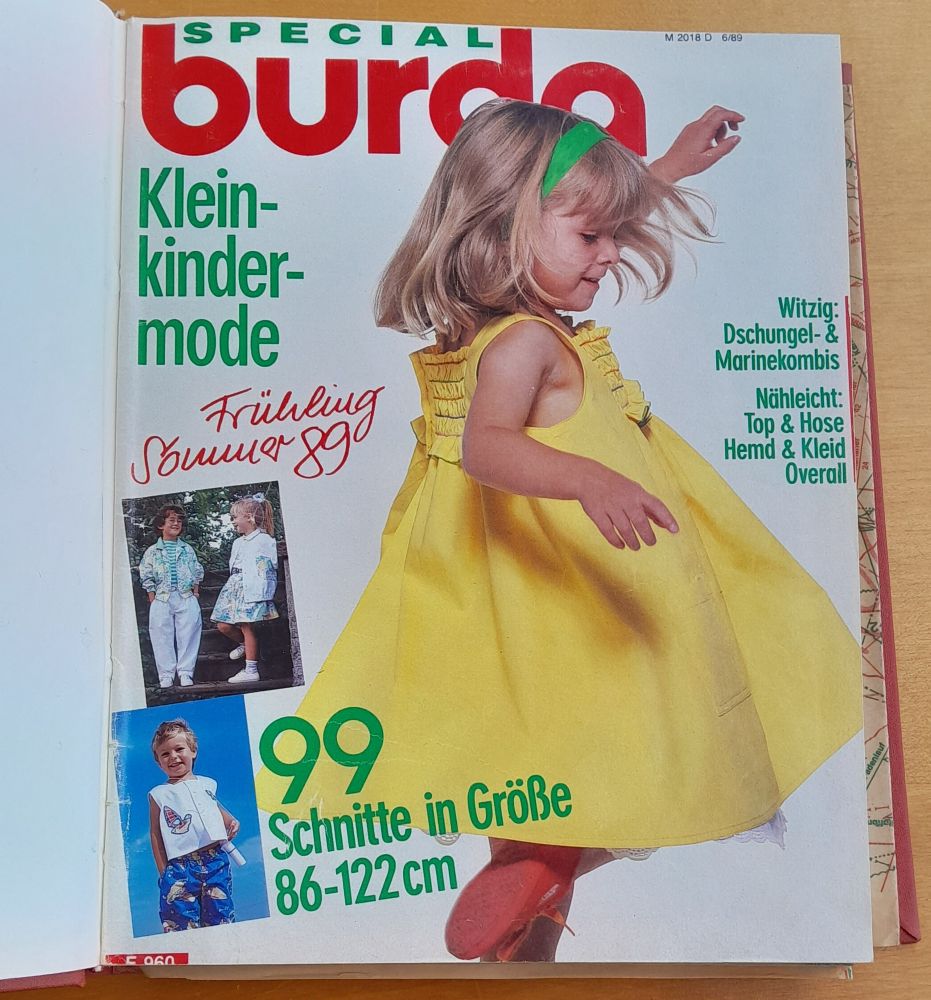 SPECIAL
burda
M 2018 D 6/89
Klein-
kinder-
mode
Frühling
Sommer 89
Witzig:
Dschungel- &
Marinekombis
Nähleicht:
Top & Hose
Hemd & Kleid
Overall
99
Schnitte in Größe
86-122 cm
E 960